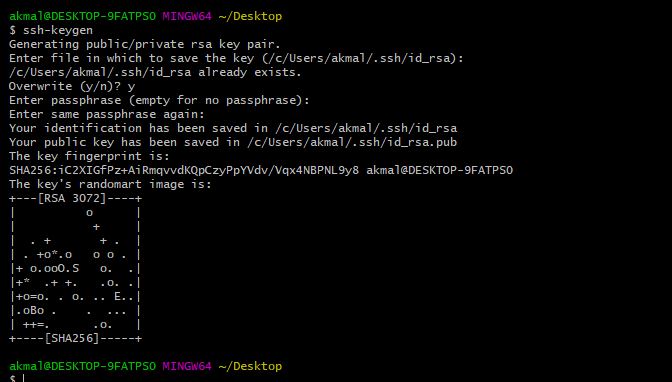 akmal@DESKTOP-9FATPSO MINGW64 ~/Desktop
$ ssh-keygen
Generating public/private rsa key pair.
Enter file in which to save the key (/c/Users/akmal/.ssh/id_rsa):
/c/Users/akmal/.ssh/id_rsa already exists.
Overwrite (y/n)? y
Enter passphrase (empty for no passphrase):
Enter same passphrase again:
Your identification has been saved in /c/Users/akmal/.ssh/id_rsa
Your public key has been saved in /c/Users/akmal/.ssh/id_rsa.pub
The key fingerprint is:
SHA256:iC2XIGfPz+AiRmqvvdKQpCzyPpYVdv/Vqx4NBPNL9y8 akmal@DESKTOP-9FATPSO
The key's randomart image is:
+---[RSA 3072]----+
|          o      |
|           +     |
|  . +       + .  |
| . +o*.o   o o . |
|+ o.ooO.S   o.  .|
|+*  .+ +.   .o. .|
|+o=o. . o. .. E..|
|.oBo .    .  ... |
| ++=.      .o.   |
+----[SHA256]-----+
akmal@DESKTOP-9FATPSO MINGW64 ~/Desktop
$